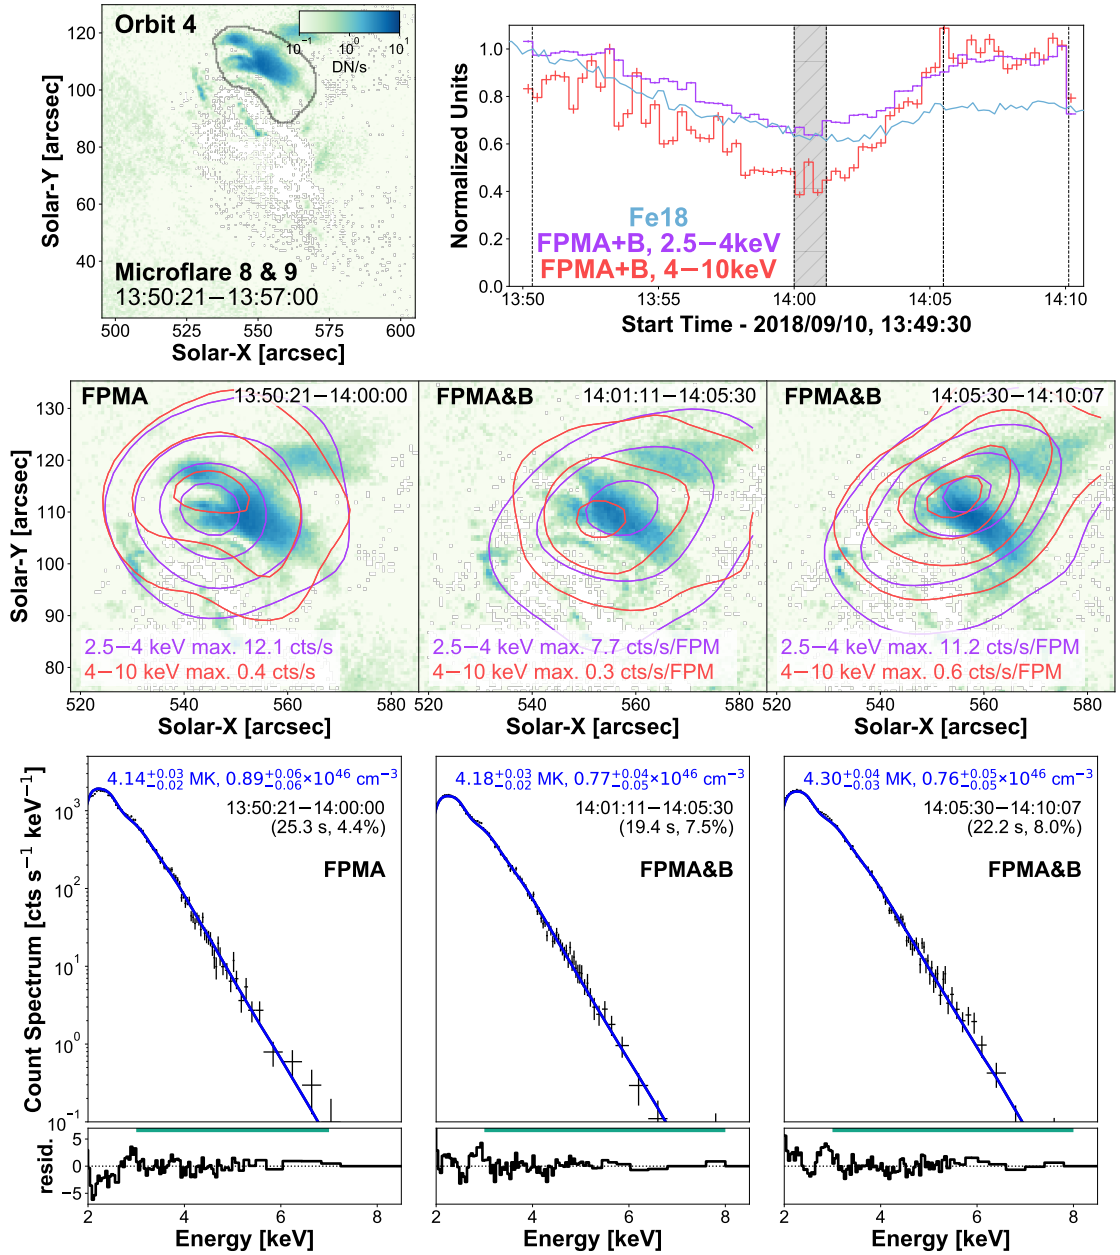 Orbit 4
10⁻¹ 10⁰ 10¹
DN/s
120
100
80
60
40
Solar-Y [arcsec]
Microflare 8 & 9
13:50:21−13:57:00
500 525 550 575 600
Solar-X [arcsec]
1.0
0.8
0.6
0.4
0.2
0.0
Normalized Units
Fe18
FPMA+B, 2.5−4keV
FPMA+B, 4−10keV
13:50 13:55 14:00 14:05 14:10
Start Time - 2018/09/10, 13:49:30
130
120
110
100
90
80
Solar-Y [arcsec]
FPMA 13:50:21−14:00:00
2.5−4 keV max. 12.1 cts/s
4−10 keV max. 0.4 cts/s
520 540 560 580
Solar-X [arcsec]
FPMA&B 14:01:11−14:05:30
2.5−4 keV max. 7.7 cts/s/FPM
4−10 keV max. 0.3 cts/s/FPM
520 540 560 580
Solar-X [arcsec]
FPMA&B 14:05:30−14:10:07
2.5−4 keV max. 11.2 cts/s/FPM
4−10 keV max. 0.6 cts/s/FPM
520 540 560 580
Solar-X [arcsec]
10³
10²
10¹
10⁰
10⁻¹
Count Spectrum [cts s⁻¹ keV⁻¹]
4.14+0.03−0.02 MK, 0.89+0.06−0.06×10⁴⁶ cm⁻³
13:50:21−14:00:00
(25.3 s, 4.4%)
FPMA
4.18+0.03−0.02 MK, 0.77+0.04−0.05×10⁴⁶ cm⁻³
14:01:11−14:05:30
(19.4 s, 7.5%)
FPMA&B
4.30+0.04−0.03 MK, 0.76+0.05−0.05×10⁴⁶ cm⁻³
14:05:30−14:10:07
(22.2 s, 8.0%)
FPMA&B
5
0
−5
resid.
2 4 6 8
Energy [keV]
2 4 6 8
Energy [keV]
2 4 6 8
Energy [keV]